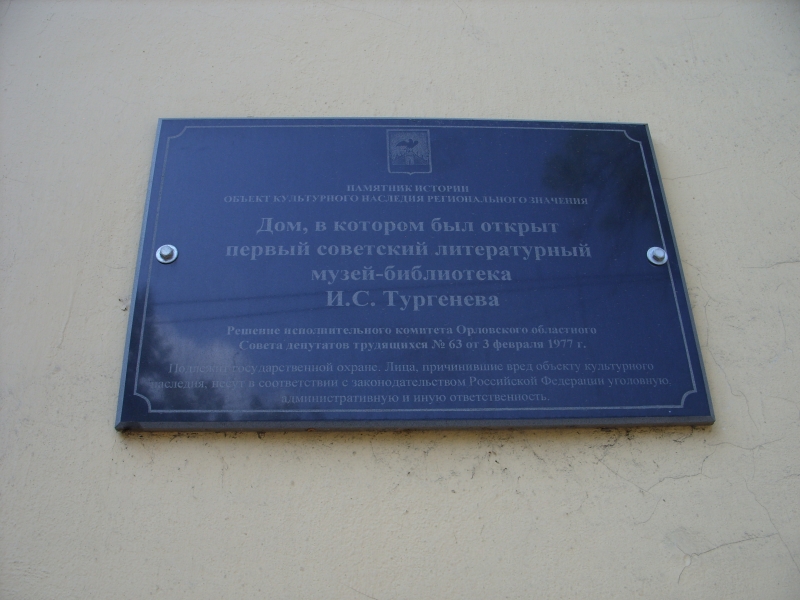 ПАМЯТНИК ИСТОРИИ
ОБЪЕКТ КУЛЬТУРНОГО НАСЛЕДИЯ РЕГИОНАЛЬНОГО ЗНАЧЕНИЯ
Дом, в котором был открыт
первый советский литературный
музей-библиотека
И.С. Тургенева
Решение исполнительного комитета Орловского областного
Совета депутатов трудящихся № 63 от 3 февраля 1977 г.
Подлежит государственной охране. Лица, причинившие вред объекту культурного
наследия, несут в соответствии с законодательством Российской Федерации уголовную,
административную и иную ответственность.